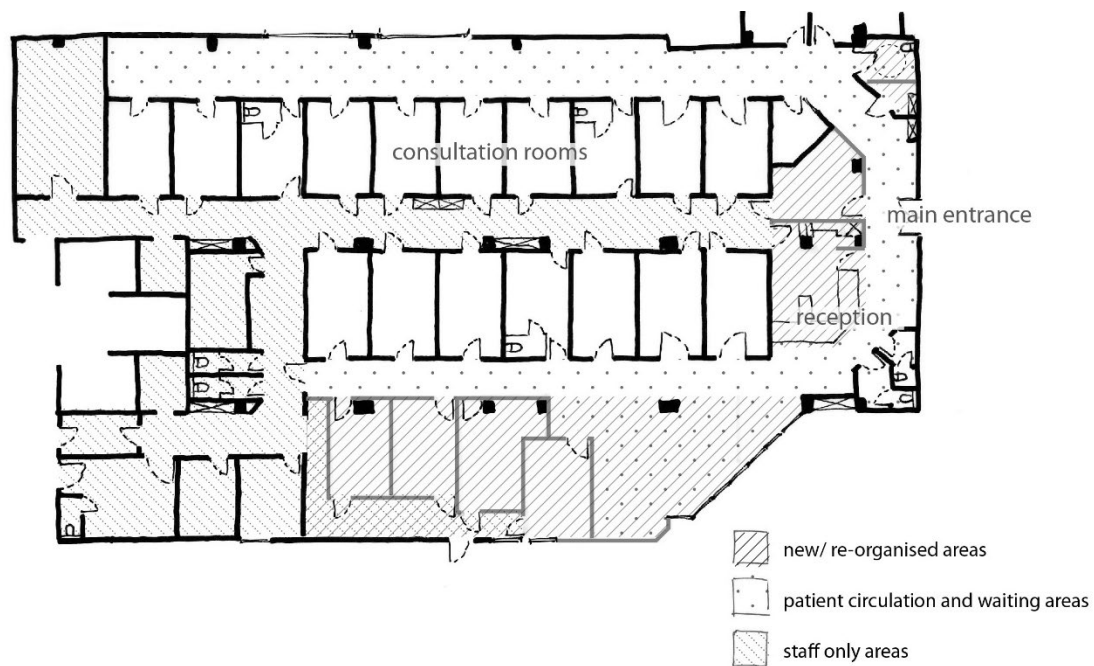 consultation rooms
main entrance
reception
new/ re-organised areas
patient circulation and waiting areas
staff only areas